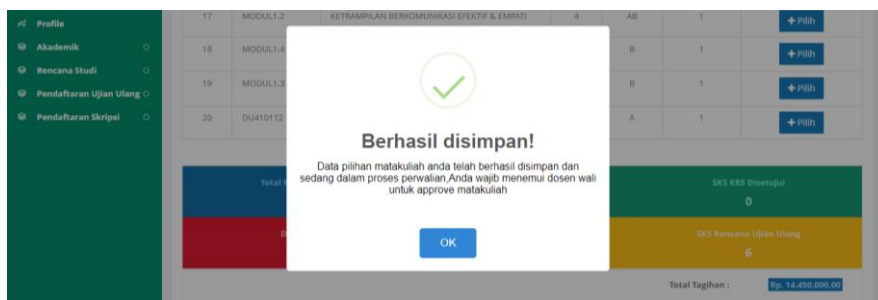 Profile
Akademik
Rencana Studi
Pendaftaran Ujian Ulang
Pendaftaran Skripsi
17 MODUL1.2 KETRAMPILAN BERKOMUNIKASI EFEKTIF & EMPATI 4 AB 1 + Pilih
18 MODUL1.4 B 1 + Pilih
19 MODUL1.3 B 1 + Pilih
20 DU410112 A 1 + Pilih
Berhasil disimpan!
Data pilihan matakuliah anda telah berhasil disimpan dan
sedang dalam proses perwalian,Anda wajib menemui dosen wali
untuk approve matakuliah
OK
Total
SKS KRS Disetujui
0
SKS Rencana Ujian Ulang
6
Total Tagihan : Rp. 14.450.000,00